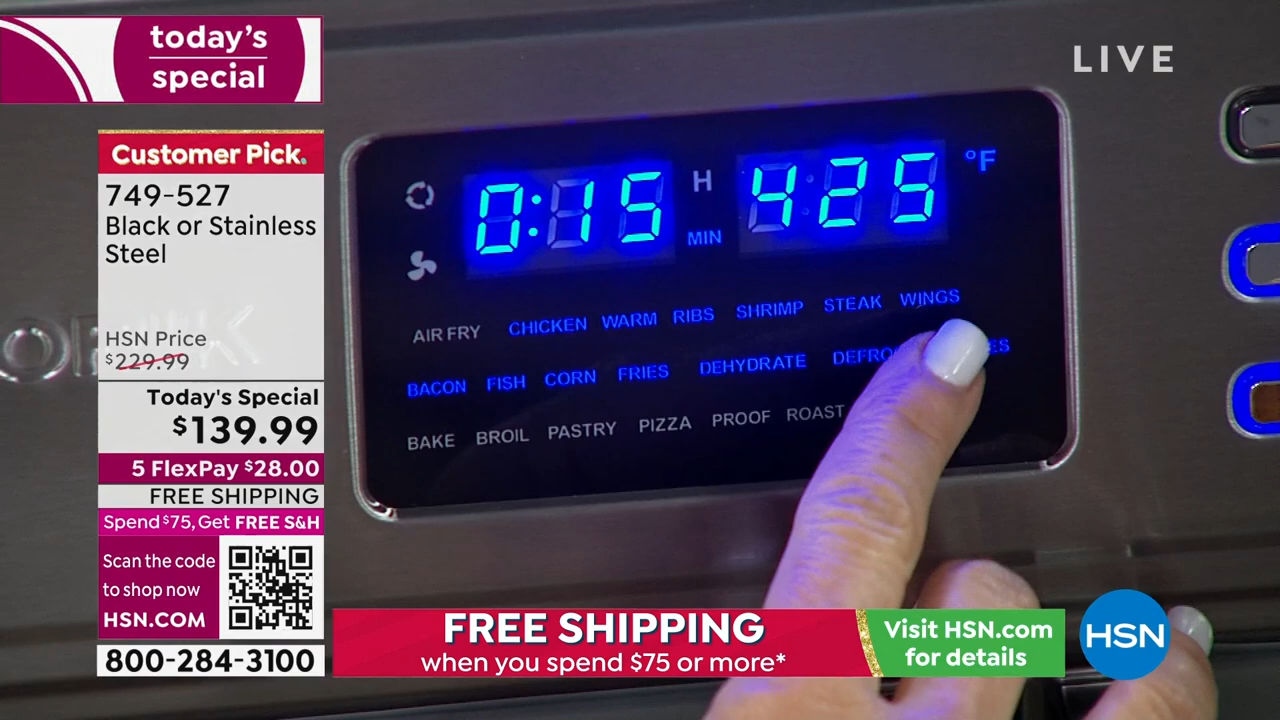 today's
special
LIVE
Customer Pick.
749-527
Black or Stainless
Steel
HSN Price
$229.99
Today's Special
$139.99
5 FlexPay $28.00
FREE SHIPPING
Spend $75, Get FREE S&H
Scan the code
to shop now
HSN.COM
800-284-3100
0:15 H MIN 425 °F
AIR FRY CHICKEN WARM RIBS SHRIMP STEAK WINGS
BACON FISH CORN FRIES DEHYDRATE
BAKE BROIL PASTRY PIZZA PROOF ROAST
FREE SHIPPING
when you spend $75 or more*
Visit HSN.com
for details
HSN